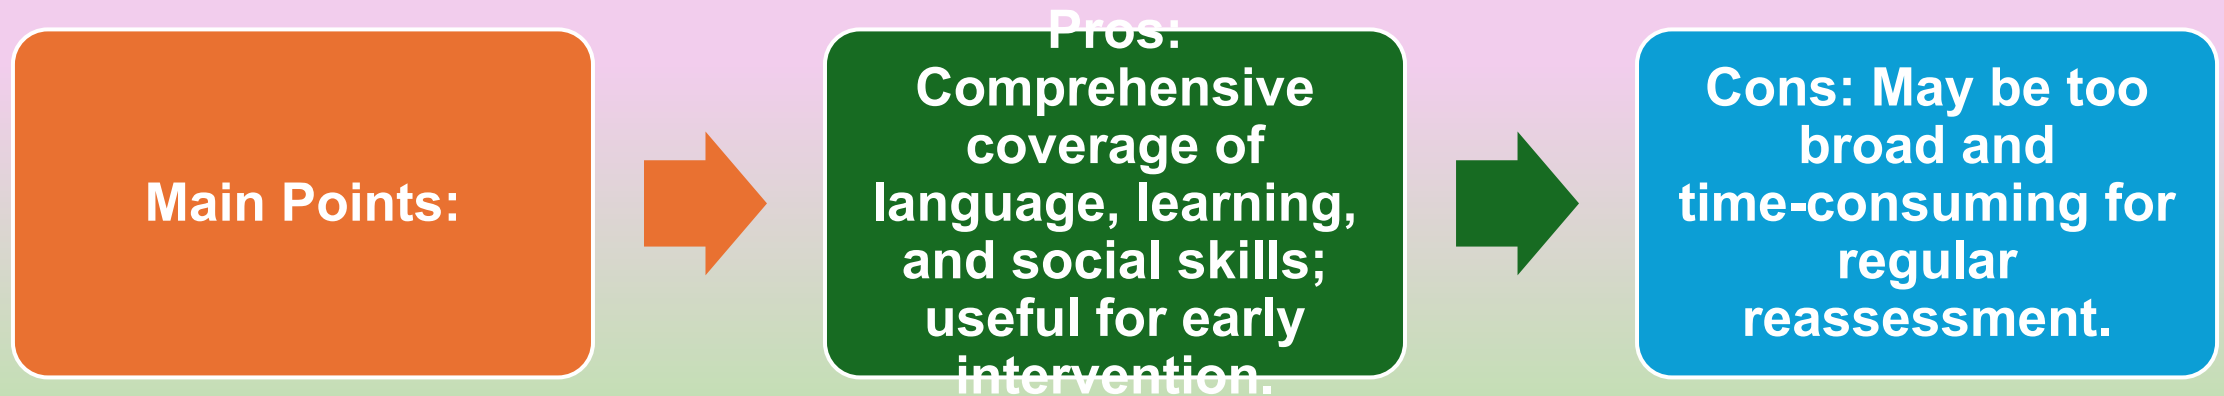 Main Points:
Pros:
Comprehensive
coverage of
language, learning,
and social skills;
useful for early
intervention.
Cons: May be too
broad and
time-consuming for
regular
reassessment.